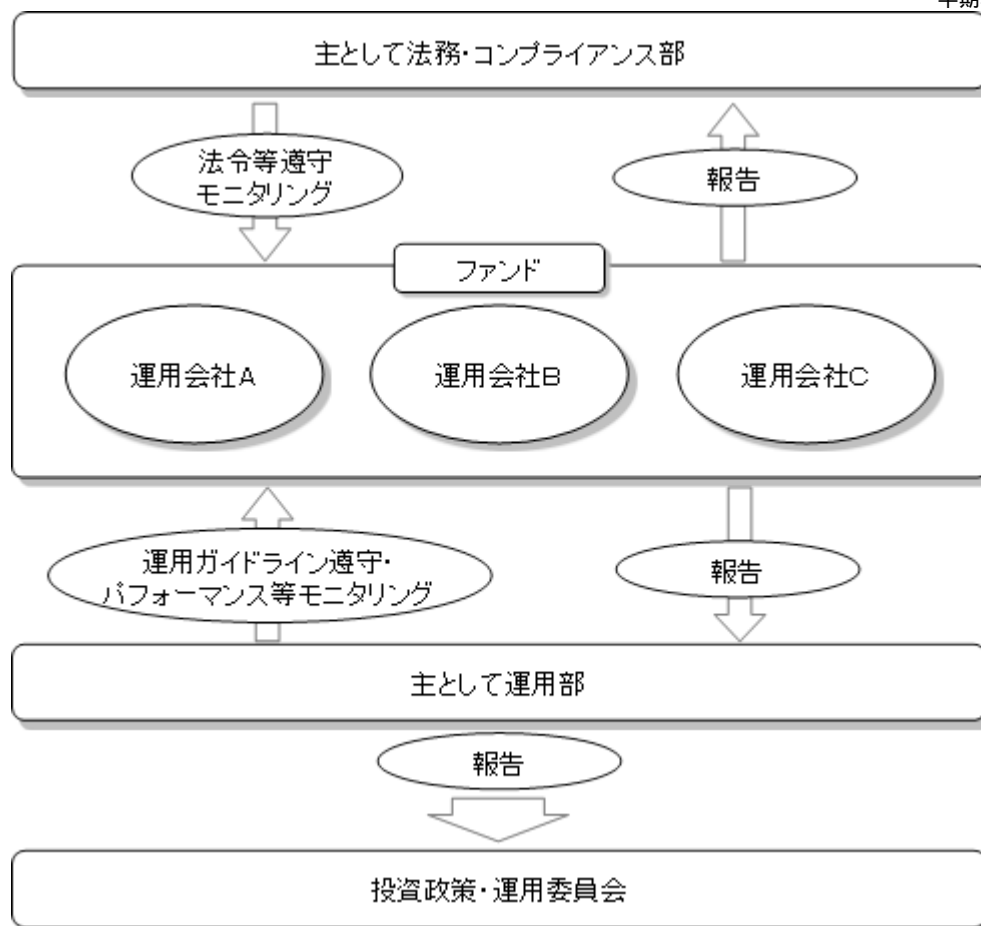 主として法務・コンプライアンス部
法令等遵守
モニタリング
報告
ファンド
運用会社A
運用会社B
運用会社C
運用ガイドライン遵守・
パフォーマンス等モニタリング
報告
主として運用部
報告
投資政策・運用委員会